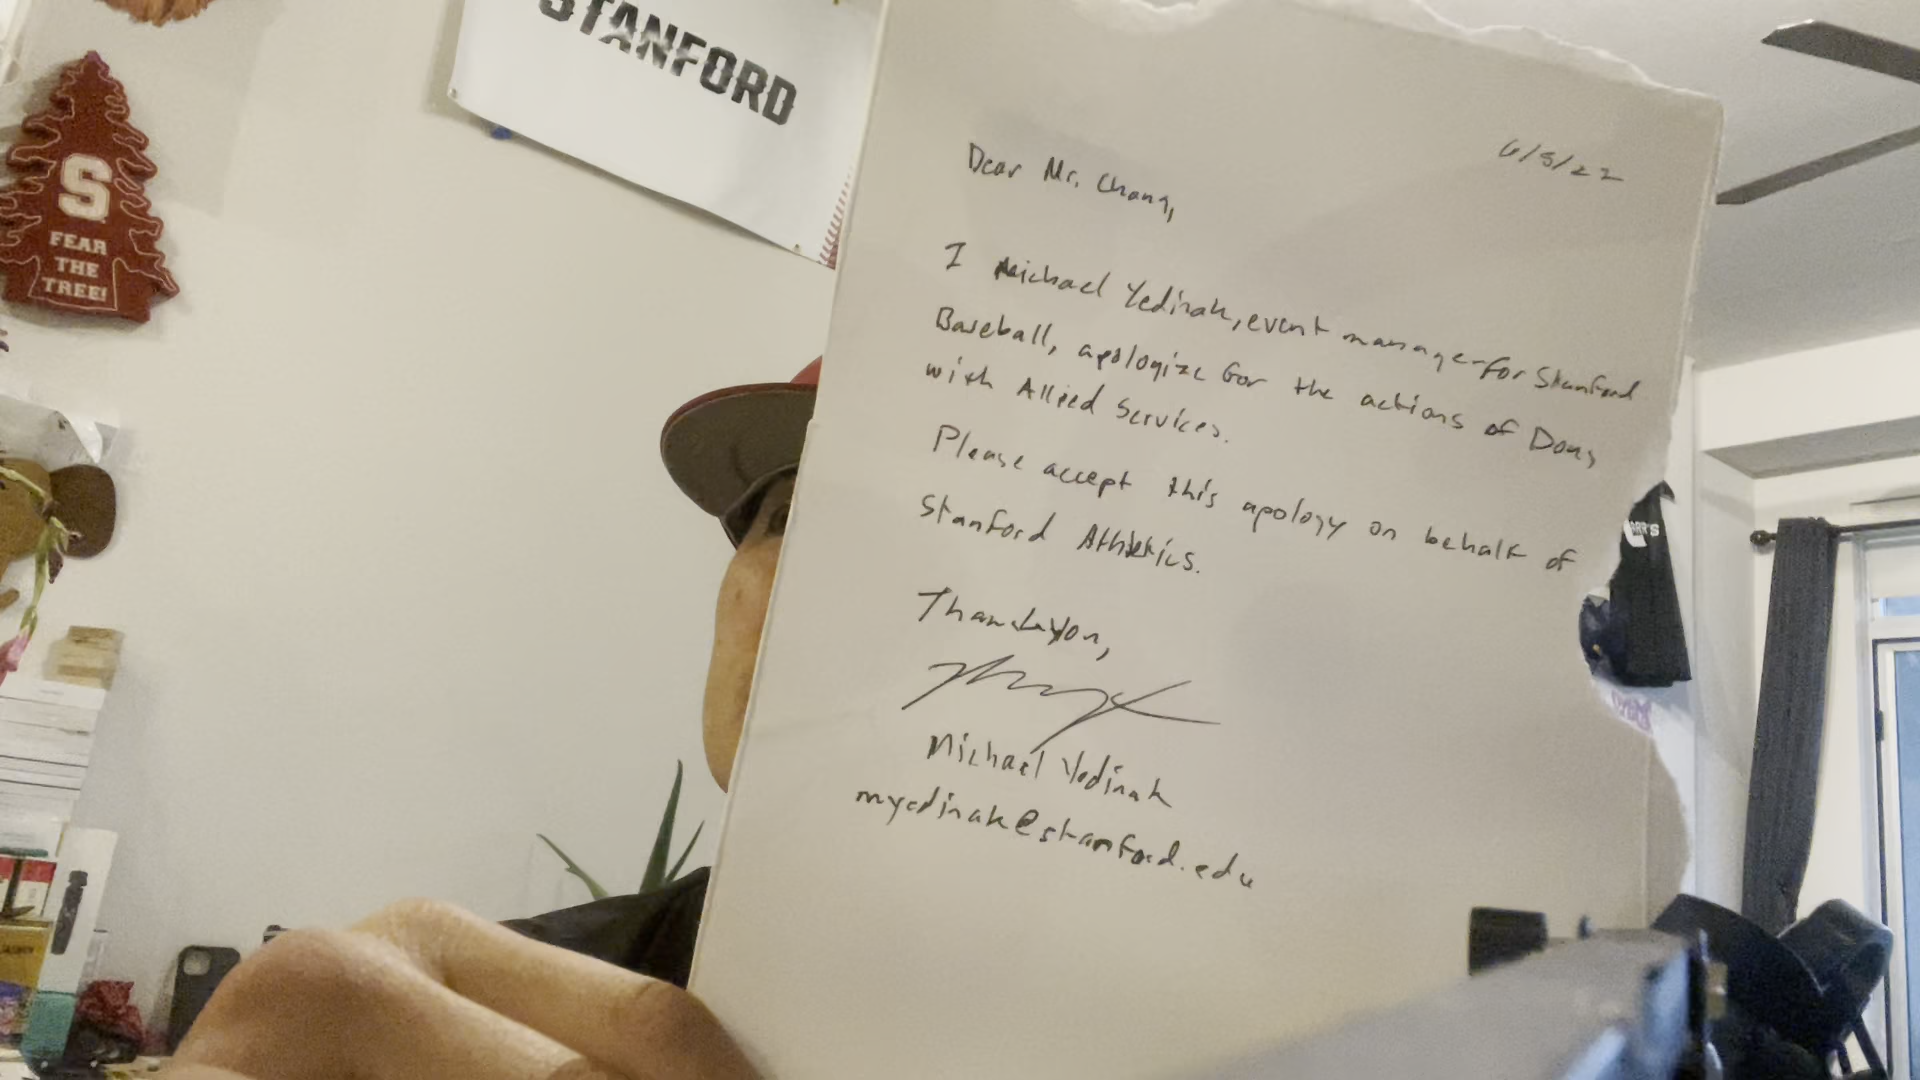 STANFORD
S
FEAR
THE
TREE!
6/5/22
Dear Mr. Chang,
I Michael Yedinak, event manager for Stanford
Baseball, apologize for the actions of Doug
with Allied Services.
Please accept this apology on behalf of
Stanford Athletics.
Thank you,
Michael Yedinak
myedinak@stanford.edu